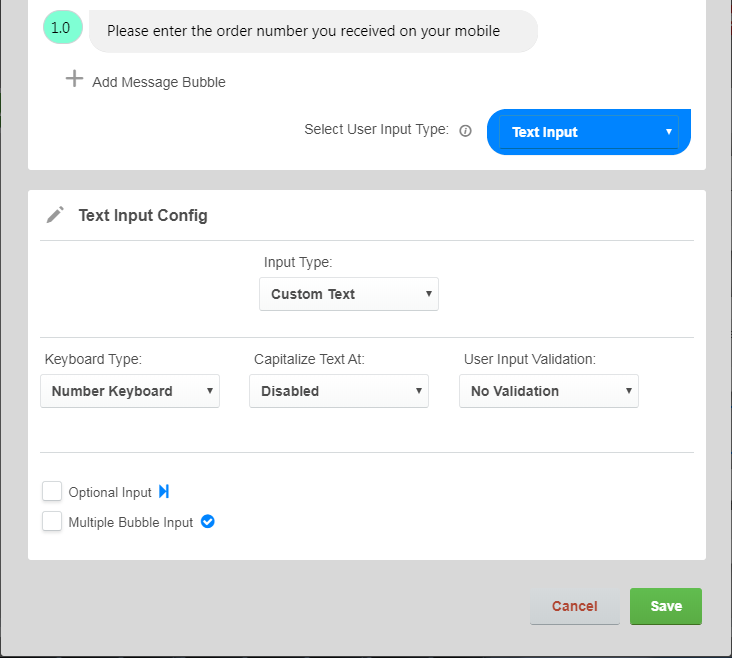 1.0 Please enter the order number you received on your mobile
Add Message Bubble
Select User Input Type: Text Input
Text Input Config
Input Type:
Custom Text
Keyboard Type: Capitalize Text At: User Input Validation:
Number Keyboard Disabled No Validation
Optional Input
Multiple Bubble Input
Cancel Save